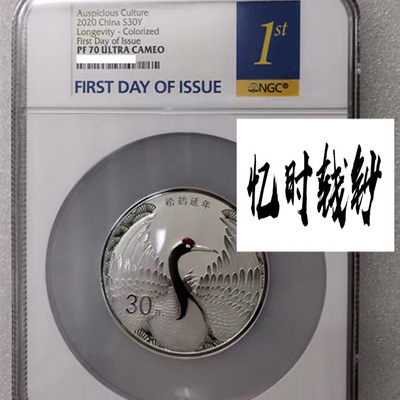 Auspicious Culture
2020 China S30Y
Longevity - Colorized
First Day of Issue
PF 70 ULTRA CAMEO
1st
FIRST DAY OF ISSUE
NGC®
忆时钱钞
松鹤延年
30元